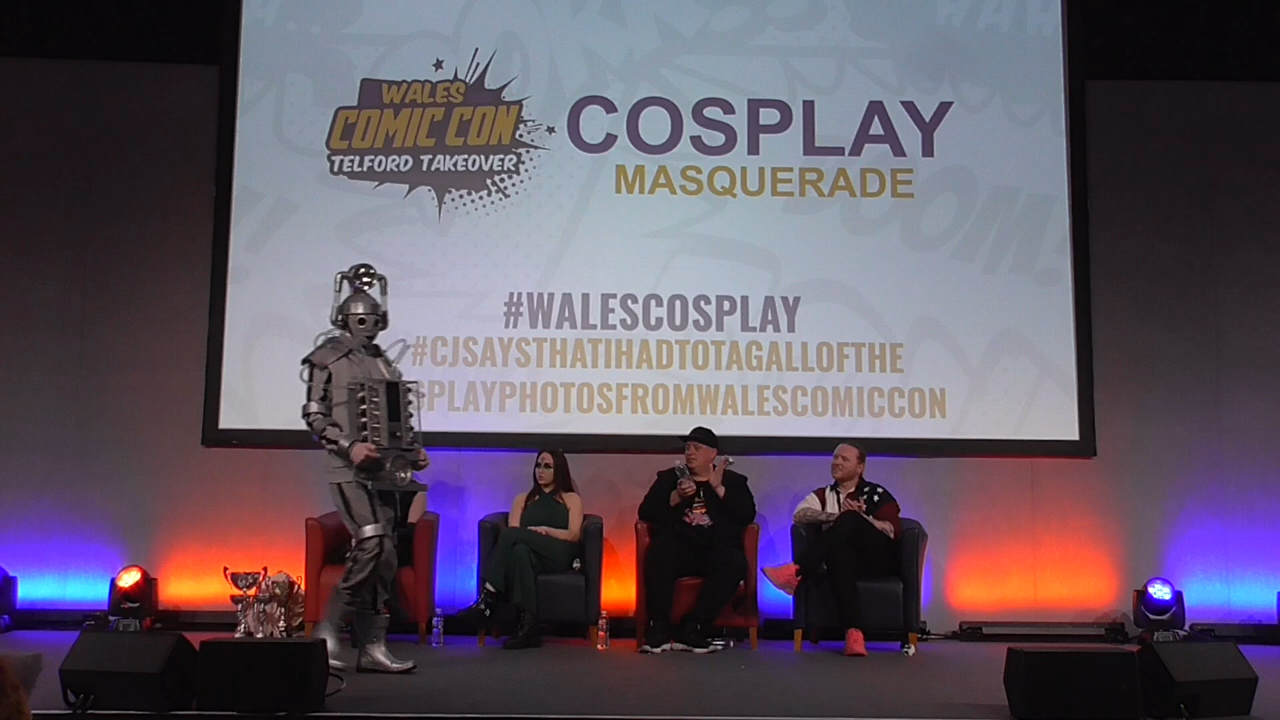 WALES
COMIC CON
TELFORD TAKEOVER
COSPLAY
MASQUERADE
#WALESCOSPLAY
#CJSAYSTHATIHADTOTAGALLOFTHE
SPLAYPHOTOSFROMWALESCOMICCON